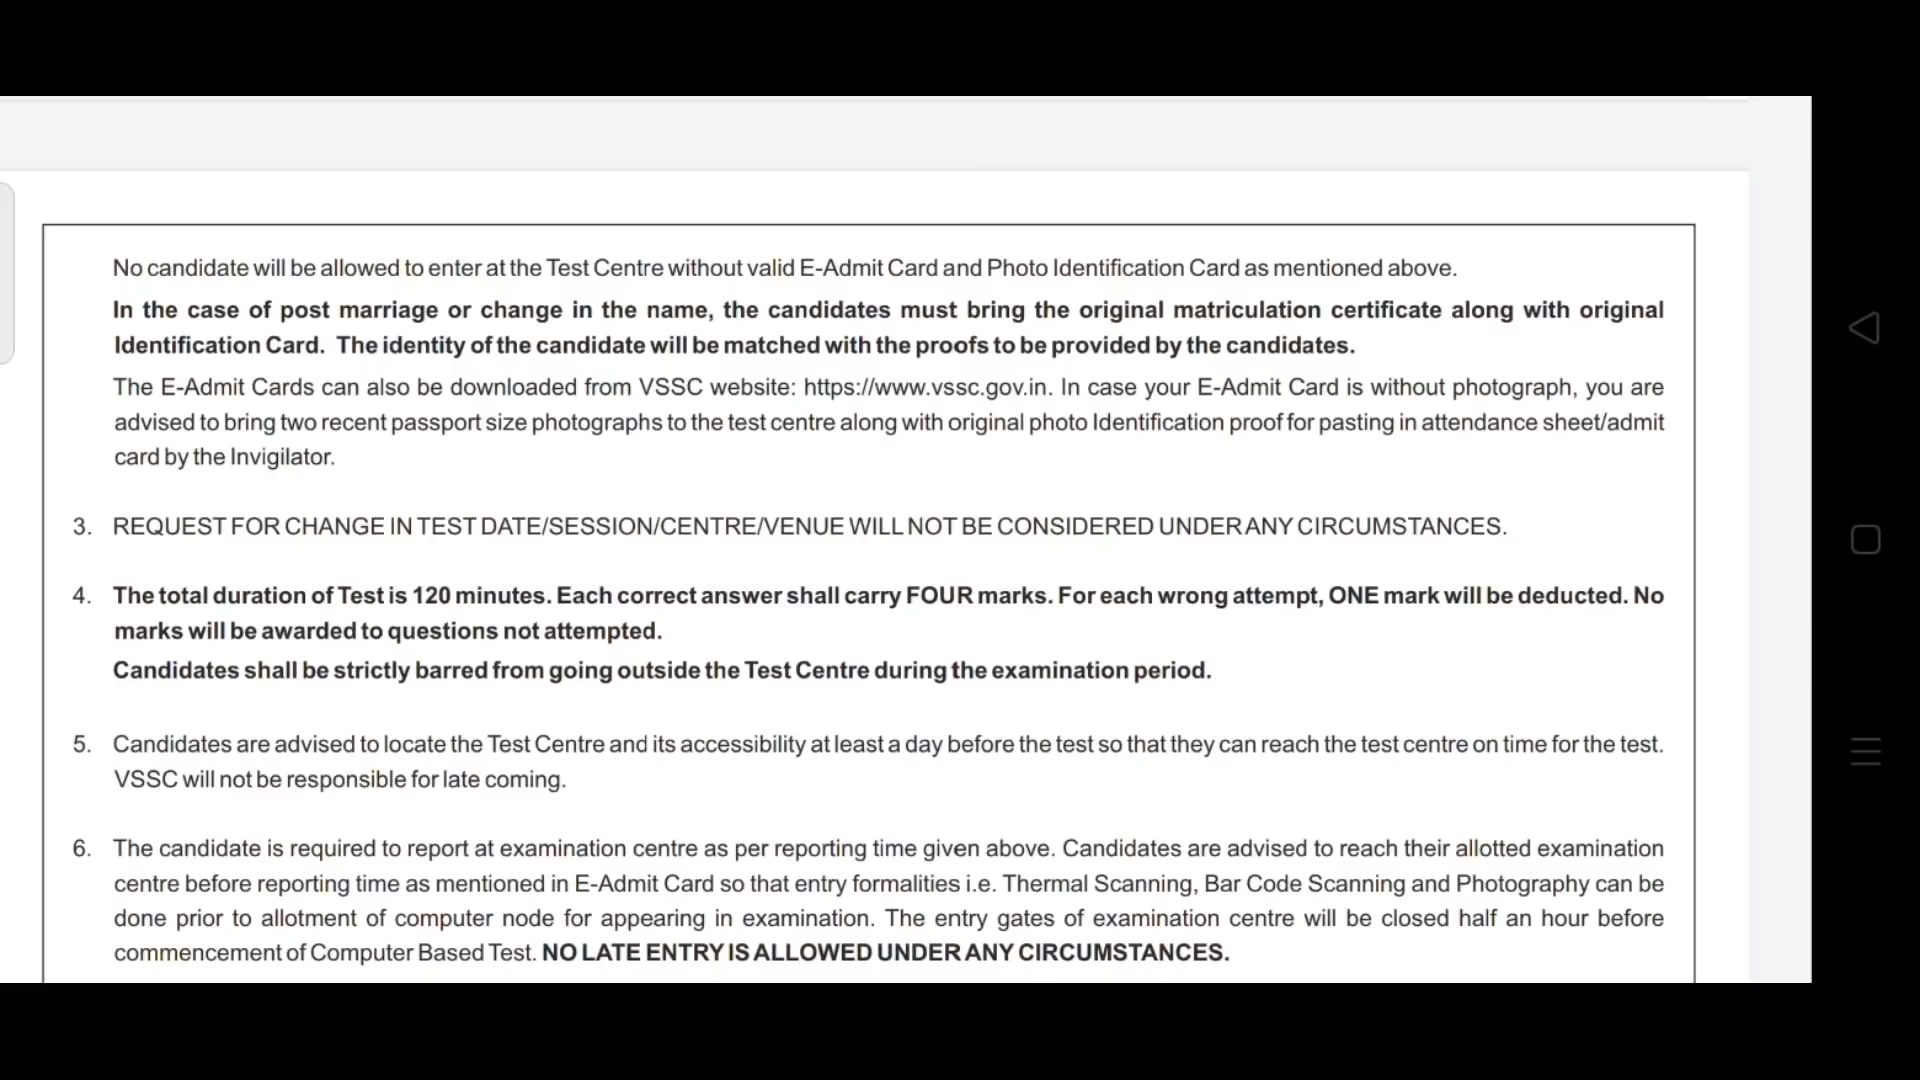 No candidate will be allowed to enter at the Test Centre without valid E-Admit Card and Photo Identification Card as mentioned above.
In the case of post marriage or change in the name, the candidates must bring the original matriculation certificate along with original
Identification Card. The identity of the candidate will be matched with the proofs to be provided by the candidates.
The E-Admit Cards can also be downloaded from VSSC website: https://www.vssc.gov.in. In case your E-Admit Card is without photograph, you are
advised to bring two recent passport size photographs to the test centre along with original photo Identification proof for pasting in attendance sheet/admit
card by the Invigilator.
3. REQUEST FOR CHANGE IN TEST DATE/SESSION/CENTRE/VENUE WILL NOT BE CONSIDERED UNDER ANY CIRCUMSTANCES.
4. The total duration of Test is 120 minutes. Each correct answer shall carry FOUR marks. For each wrong attempt, ONE mark will be deducted. No
marks will be awarded to questions not attempted.
Candidates shall be strictly barred from going outside the Test Centre during the examination period.
5. Candidates are advised to locate the Test Centre and its accessibility at least a day before the test so that they can reach the test centre on time for the test.
VSSC will not be responsible for late coming.
6. The candidate is required to report at examination centre as per reporting time given above. Candidates are advised to reach their allotted examination
centre before reporting time as mentioned in E-Admit Card so that entry formalities i.e. Thermal Scanning, Bar Code Scanning and Photography can be
done prior to allotment of computer node for appearing in examination. The entry gates of examination centre will be closed half an hour before
commencement of Computer Based Test. NO LATE ENTRY IS ALLOWED UNDER ANY CIRCUMSTANCES.